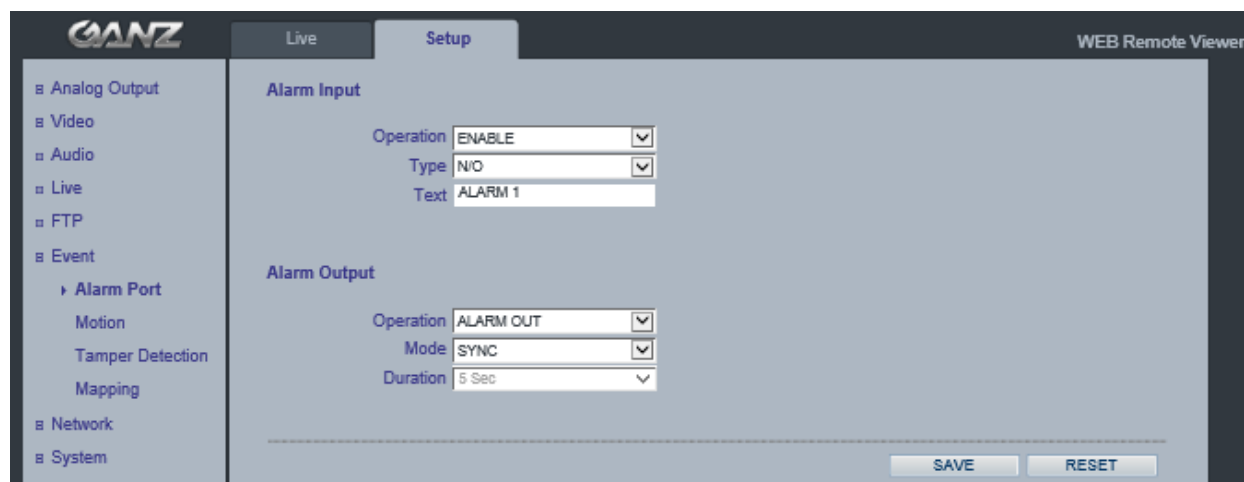 GANZ
Live
Setup
WEB Remote Viewer
Analog Output
Video
Audio
Live
FTP
Event
Alarm Port
Motion
Tamper Detection
Mapping
Network
System
Alarm Input
Operation ENABLE
Type N/O
Text ALARM 1
Alarm Output
Operation ALARM OUT
Mode SYNC
Duration 5 Sec
SAVE
RESET